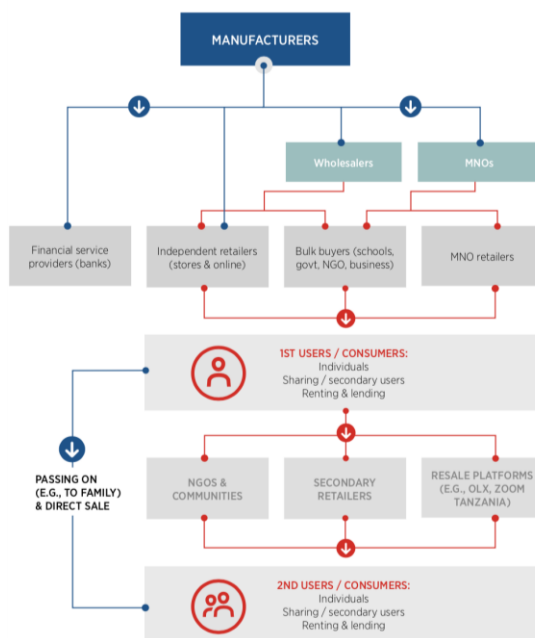 MANUFACTURERS
Wholesalers
MNOs
Financial service
providers (banks)
Independent retailers
(stores & online)
Bulk buyers (schools,
govt, NGO, business)
MNO retailers
1ST USERS / CONSUMERS:
Individuals
Sharing / secondary users
Renting & lending
PASSING ON
(E.G., TO FAMILY)
& DIRECT SALE
NGOS &
COMMUNITIES
SECONDARY
RETAILERS
RESALE PLATFORMS
(E.G., OLX, ZOOM
TANZANIA)
2ND USERS / CONSUMERS:
Individuals
Sharing / secondary users
Renting & lending